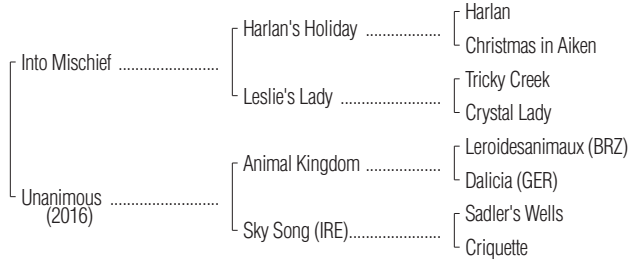 Harlan
Harlan's Holiday ..................
Christmas in Aiken
Into Mischief ........................
Tricky Creek
Leslie's Lady ........................
Crystal Lady
Leroidesanimaux (BRZ)
Animal Kingdom ..................
Dalicia (GER)
Unanimous ..........................
(2016)
Sadler's Wells
Sky Song (IRE)......................
Criquette